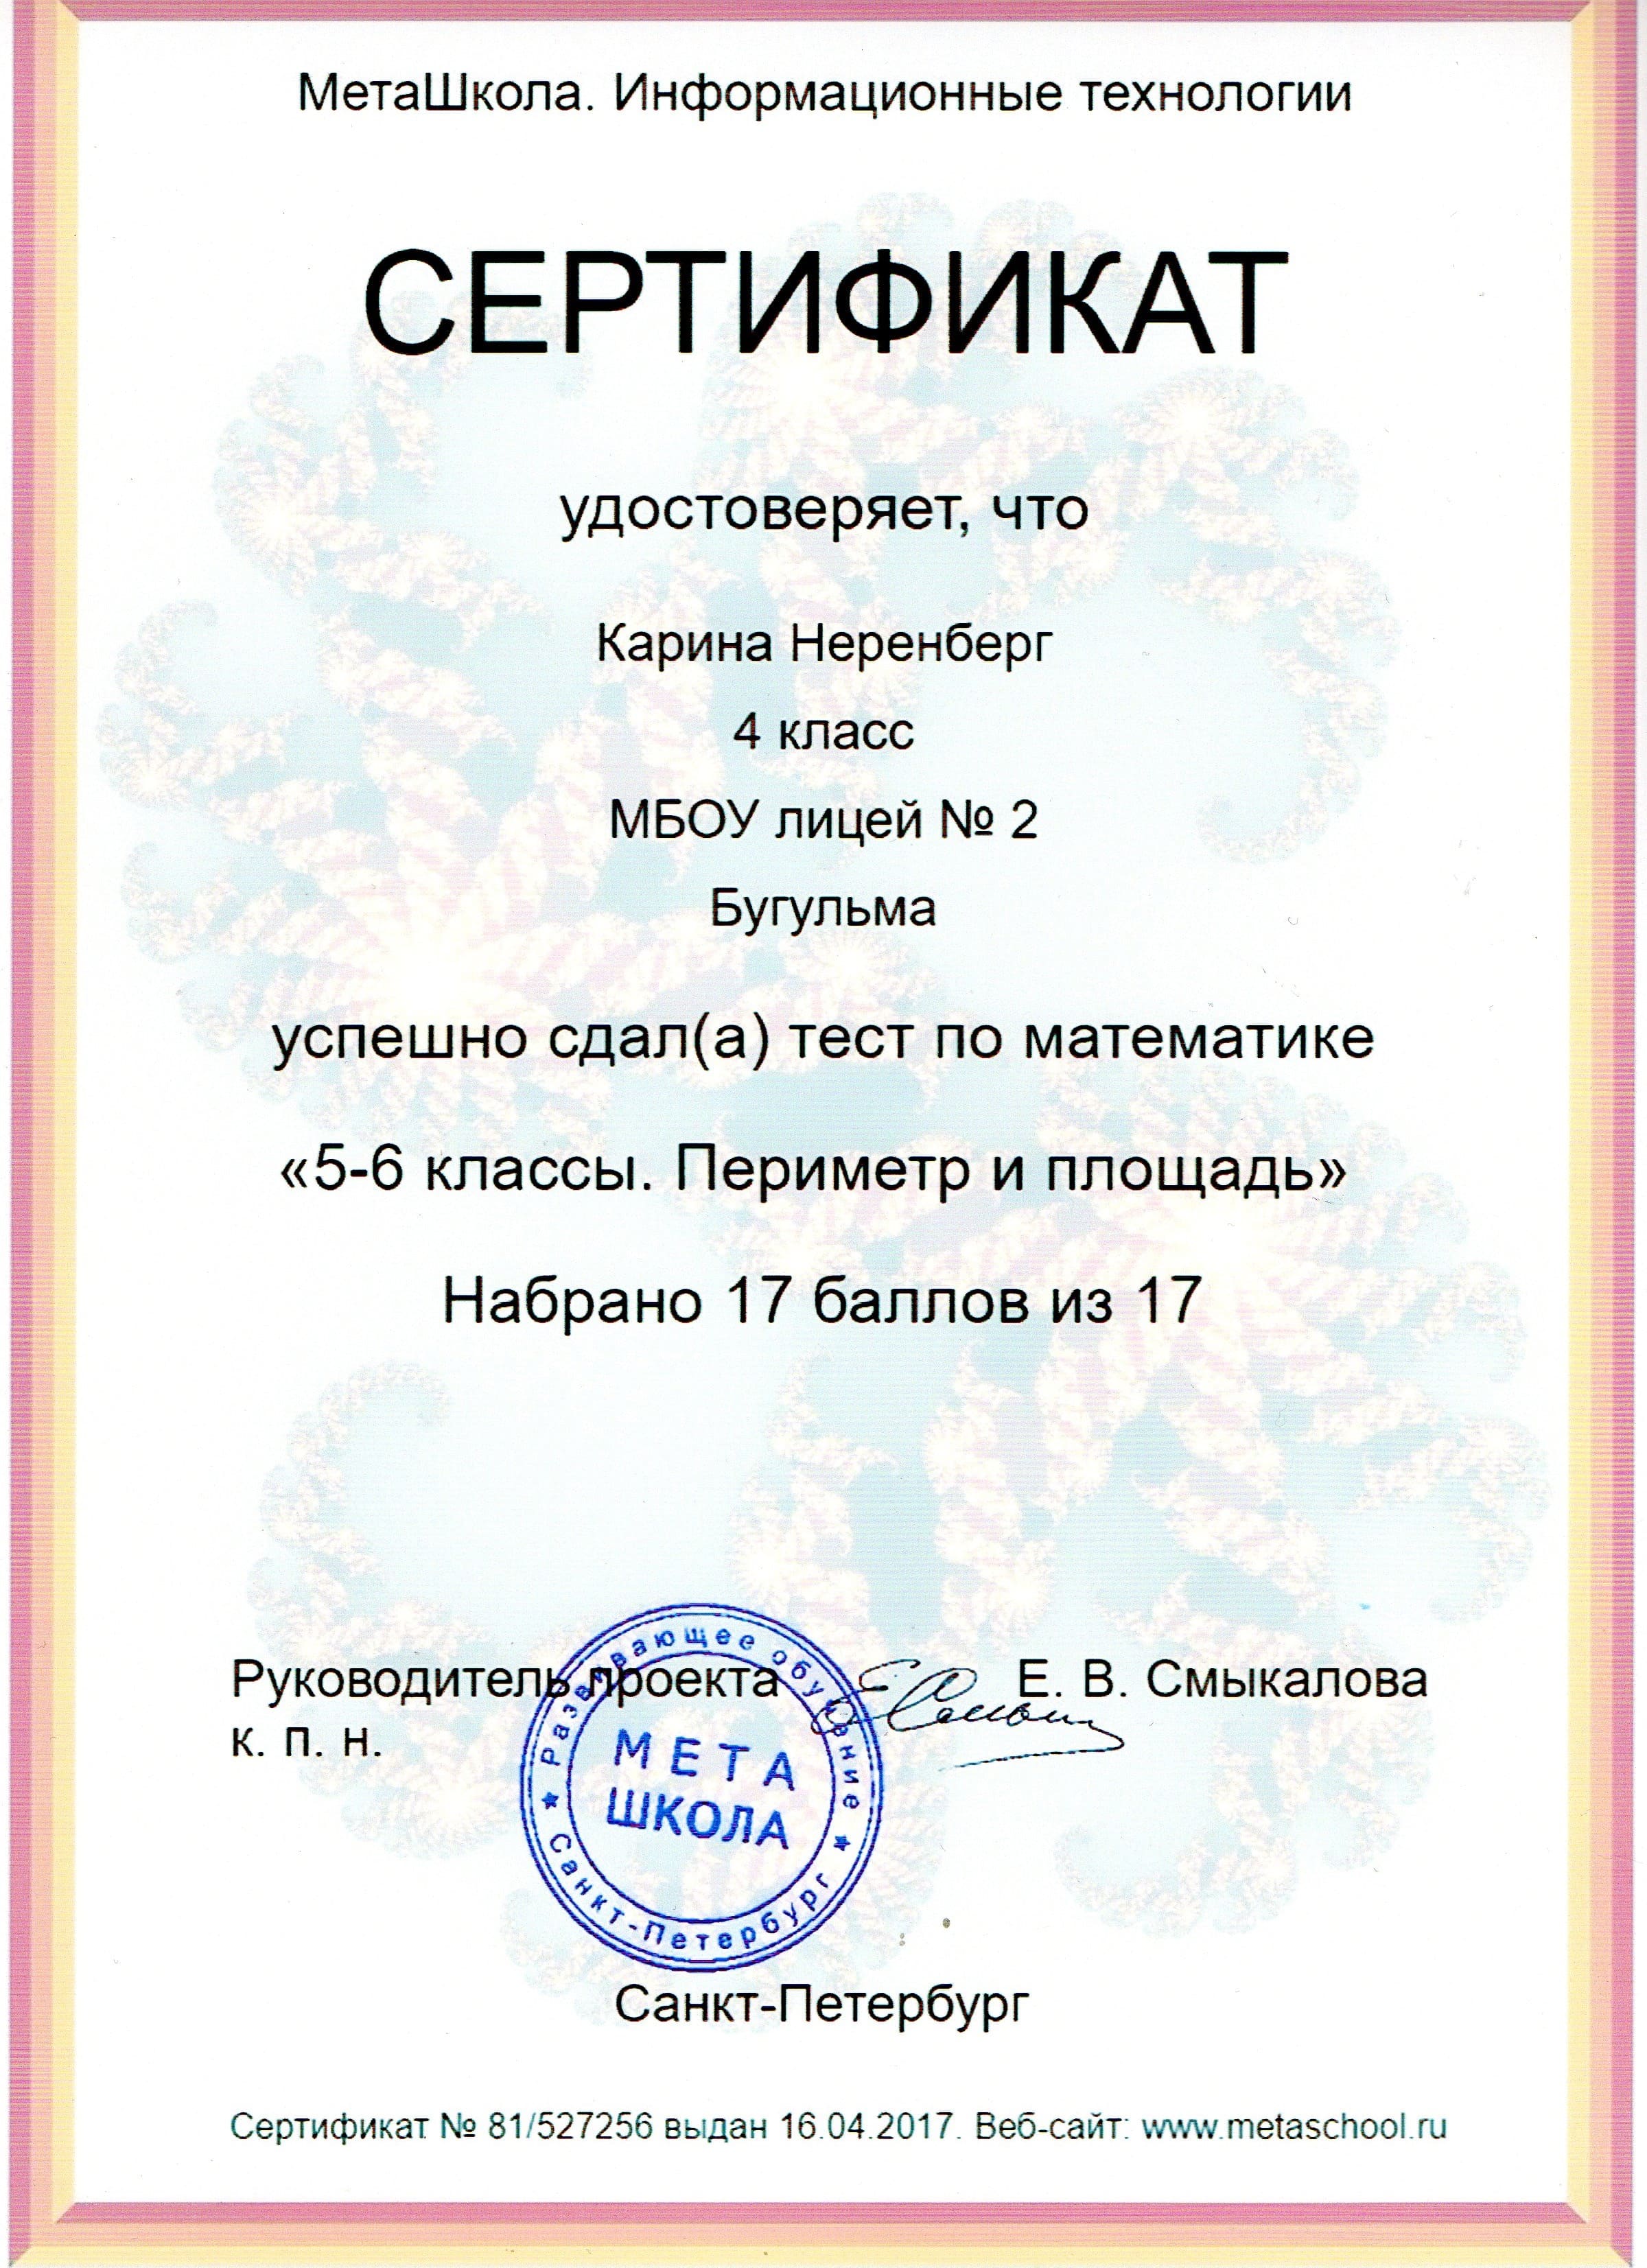 МетаШкола. Информационные технологии
СЕРТИФИКАТ
удостоверяет, что
Карина Неренберг
4 класс
МБОУ лицей № 2
Бугульма
успешно сдал(а) тест по математике
«5-6 классы. Периметр и площадь»
Набрано 17 баллов из 17
Руководитель проекта Е. В. Смыкалова
к. п. н.
Развивающее обучение
МЕТА
ШКОЛА
Санкт-Петербург
Санкт-Петербург
Сертификат № 81/527256 выдан 16.04.2017. Веб-сайт: www.metaschool.ru